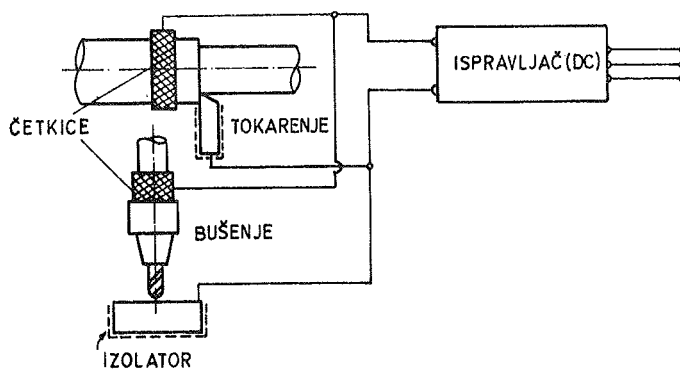 ISPRAVLJAČ(DC)
ČETKICE
TOKARENJE
BUŠENJE
IZOLATOR